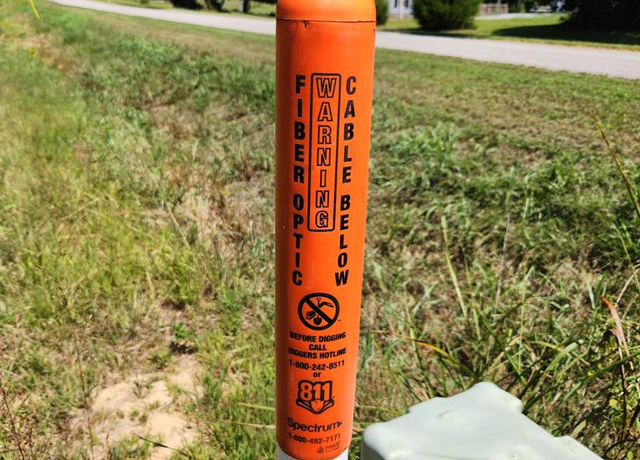 WARNING
FIBER OPTIC
CABLE BELOW
BEFORE DIGGING
CALL
DIGGERS HOTLINE
1-800-242-8511
or
811
Spectrum
1-800-482-7171